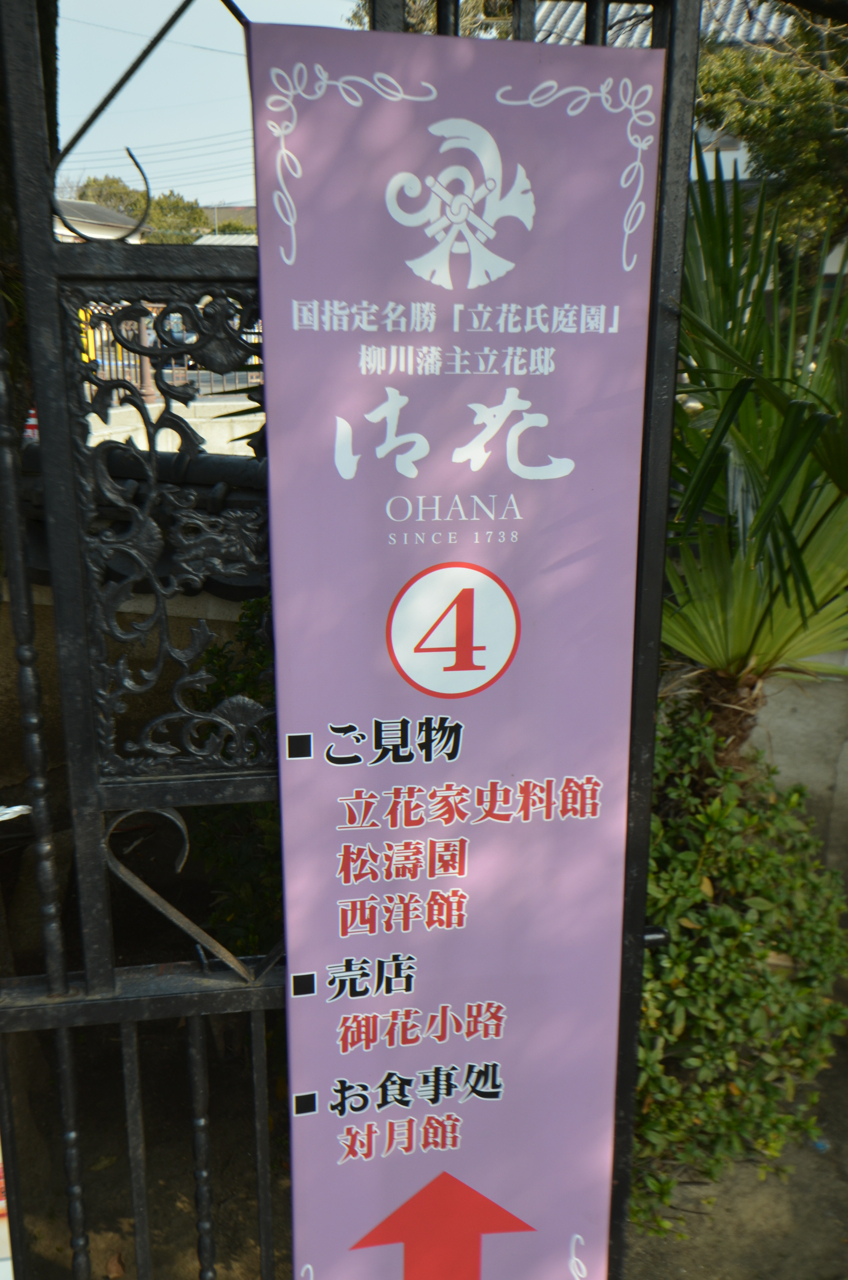 国指定名勝「立花氏庭園」
柳川藩主立花邸
御花
OHANA
SINCE 1738
4
■ご見物
立花家史料館
松濤園
西洋館
■売店
御花小路
■お食事処
対月館